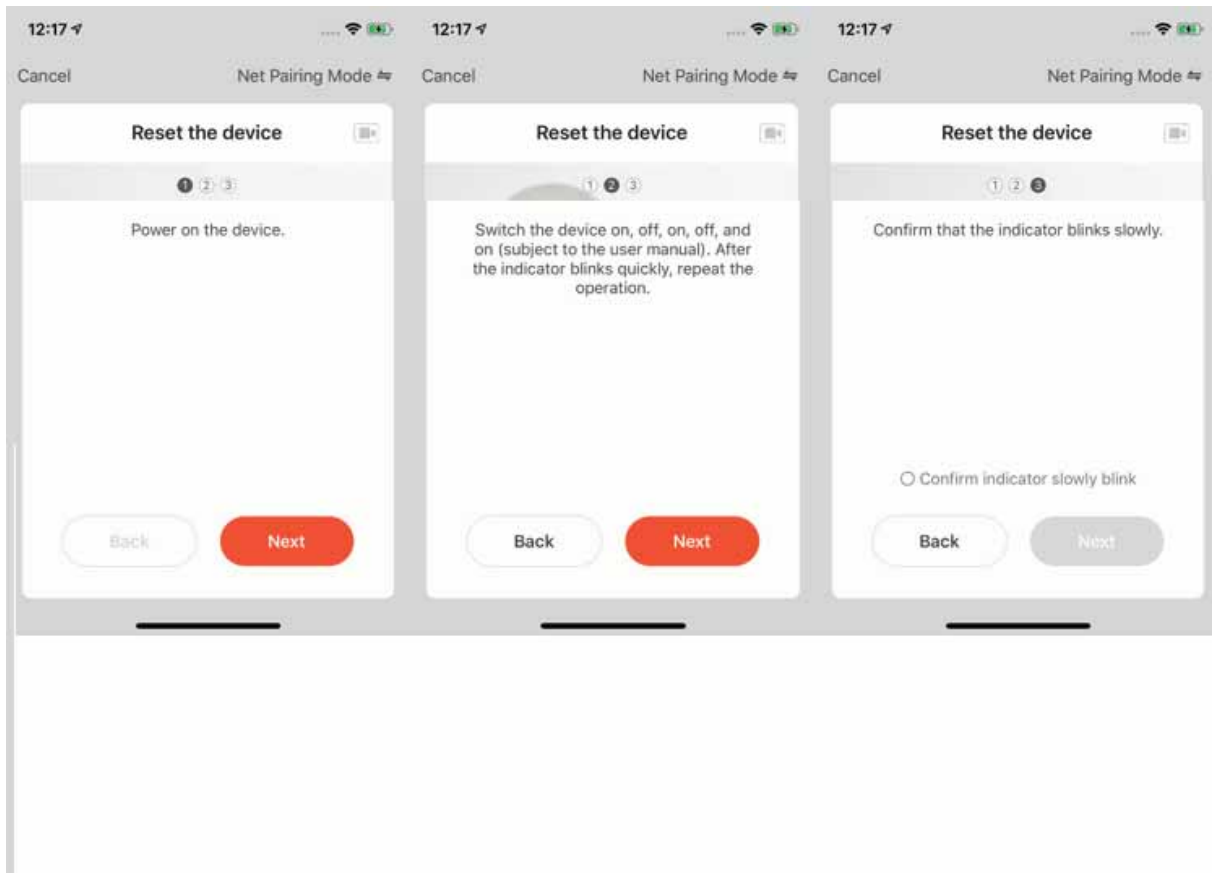 12:17
Cancel
Net Pairing Mode
Reset the device
1 2 3
Power on the device.
Back
Next
12:17
Cancel
Net Pairing Mode
Reset the device
1 2 3
Switch the device on, off, on, off, and
on (subject to the user manual). After
the indicator blinks quickly, repeat the
operation.
Back
Next
12:17
Cancel
Net Pairing Mode
Reset the device
1 2 3
Confirm that the indicator blinks slowly.
Confirm indicator slowly blink
Back
Next